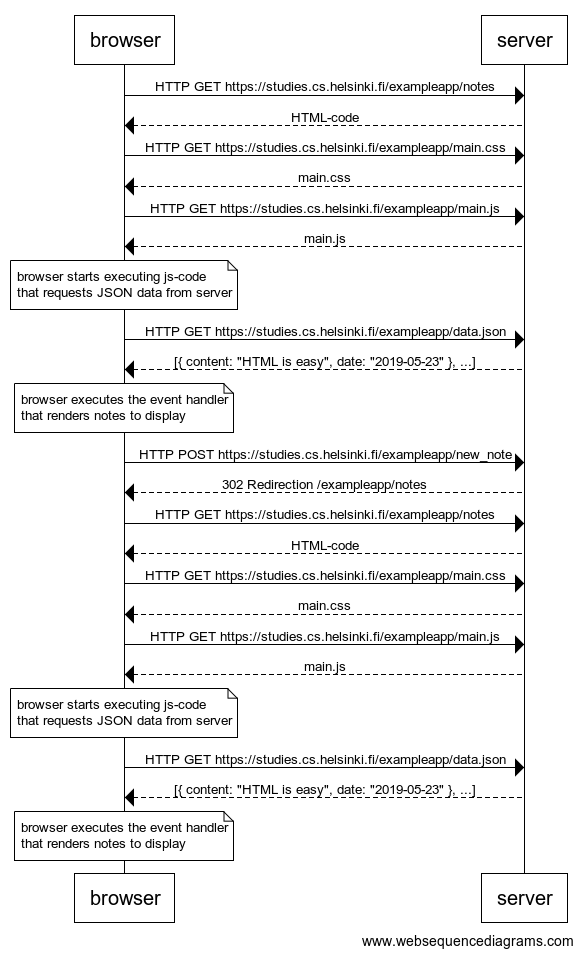 browser server
HTTP GET https://studies.cs.helsinki.fi/exampleapp/notes
HTML-code
HTTP GET https://studies.cs.helsinki.fi/exampleapp/main.css
main.css
HTTP GET https://studies.cs.helsinki.fi/exampleapp/main.js
main.js
browser starts executing js-code
that requests JSON data from server
HTTP GET https://studies.cs.helsinki.fi/exampleapp/data.json
[{ content: "HTML is easy", date: "2019-05-23" }, ...]
browser executes the event handler
that renders notes to display
HTTP POST https://studies.cs.helsinki.fi/exampleapp/new_note
302 Redirection /exampleapp/notes
HTTP GET https://studies.cs.helsinki.fi/exampleapp/notes
HTML-code
HTTP GET https://studies.cs.helsinki.fi/exampleapp/main.css
main.css
HTTP GET https://studies.cs.helsinki.fi/exampleapp/main.js
main.js
browser starts executing js-code
that requests JSON data from server
HTTP GET https://studies.cs.helsinki.fi/exampleapp/data.json
[{ content: "HTML is easy", date: "2019-05-23" }, ...]
browser executes the event handler
that renders notes to display
browser server
www.websequencediagrams.com